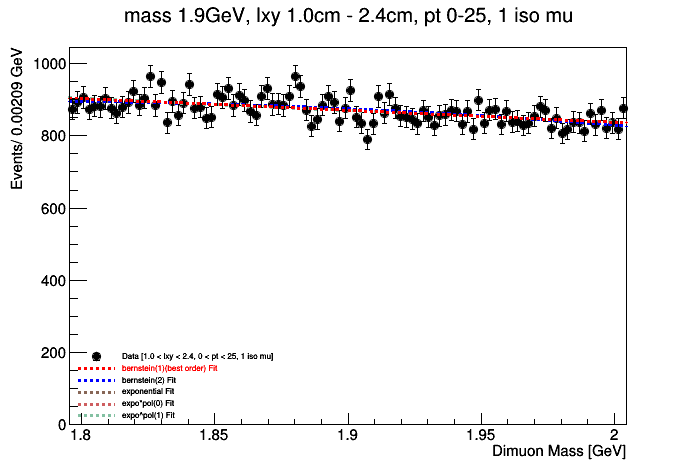 mass 1.9GeV, lxy 1.0cm - 2.4cm, pt 0-25, 1 iso mu
Events/ 0.00209 GeV
1000
800
600
400
200
0
Data [1.0 < lxy < 2.4, 0 < pt < 25, 1 iso mu]
bernstein(1)(best order) Fit
bernstein(2) Fit
exponential Fit
expo*pol(0) Fit
expo*pol(1) Fit
1.8
1.85
1.9
1.95
2
Dimuon Mass [GeV]